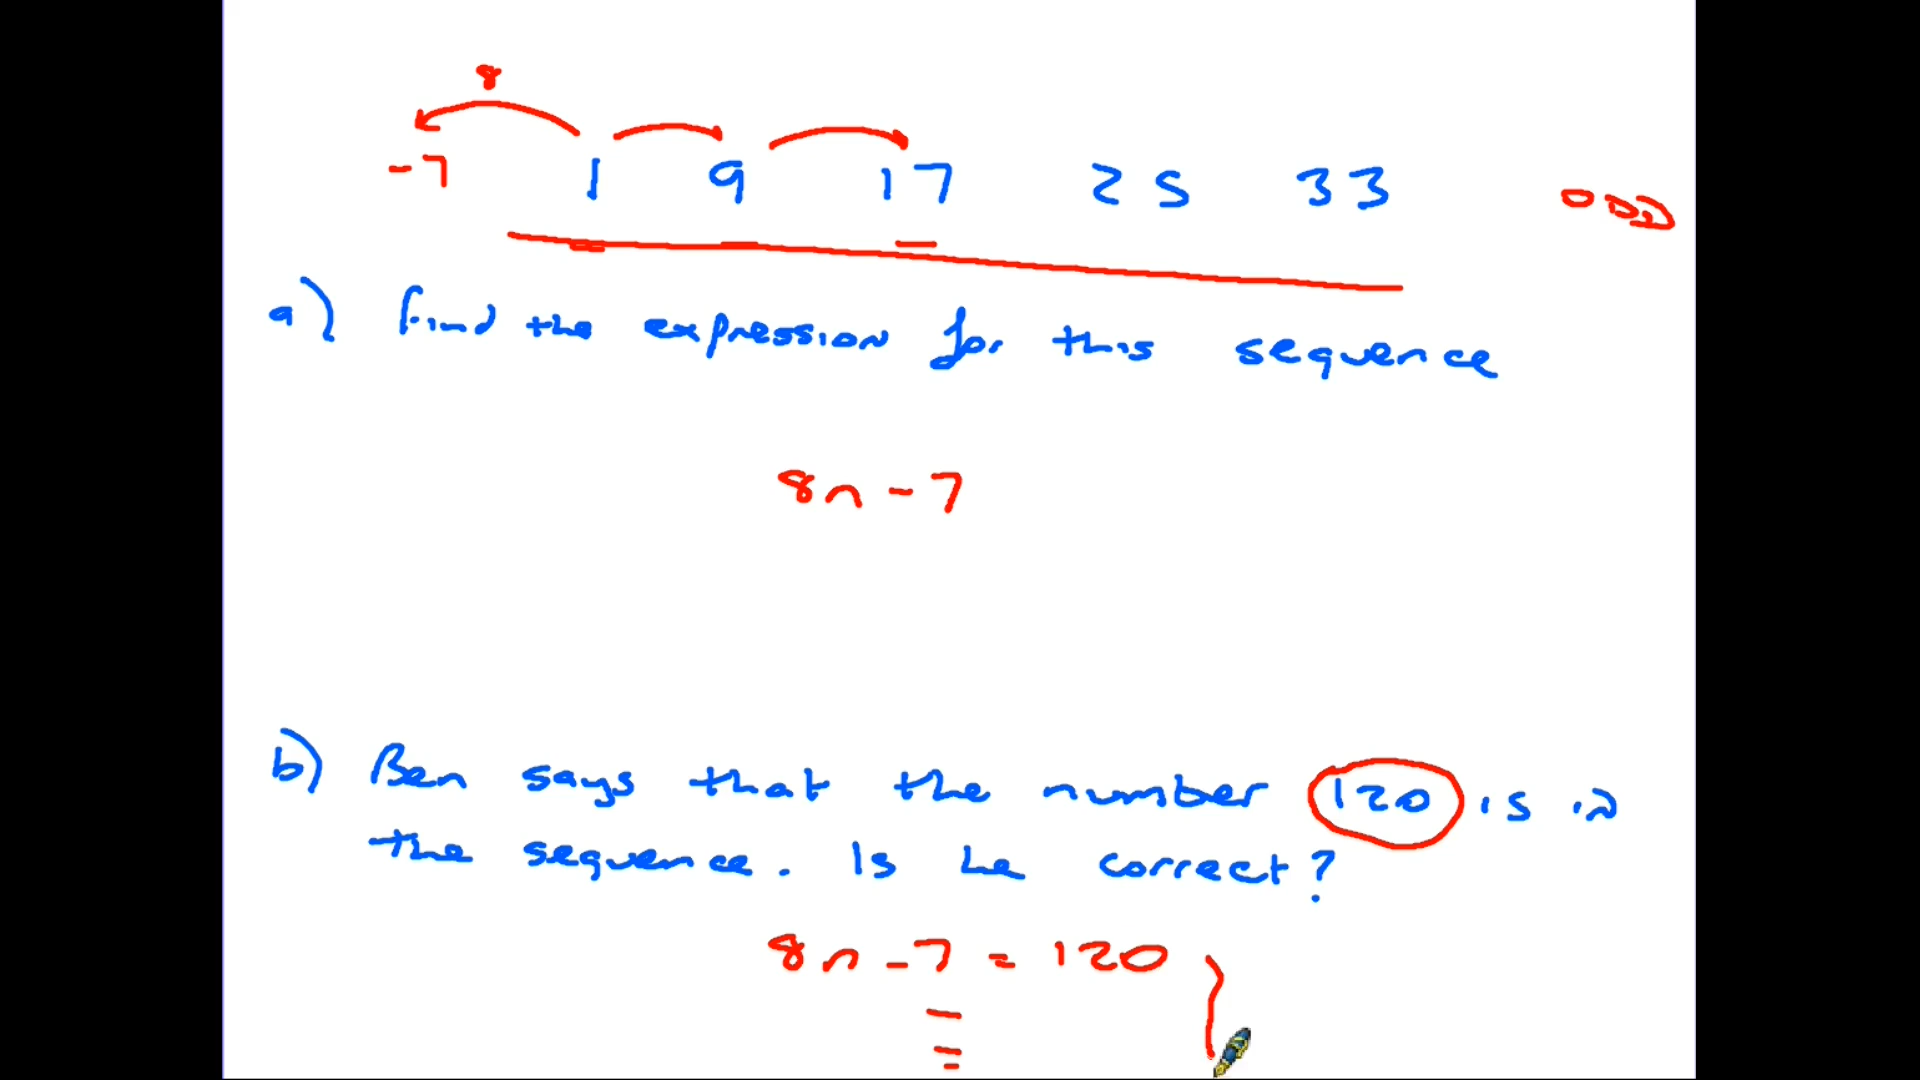 8
-7 1 9 17 25 33 ODD
a) find the expression for this sequence
8n - 7
b) Ben says that the number 120 is in
the sequence. Is he correct?
8n - 7 = 120